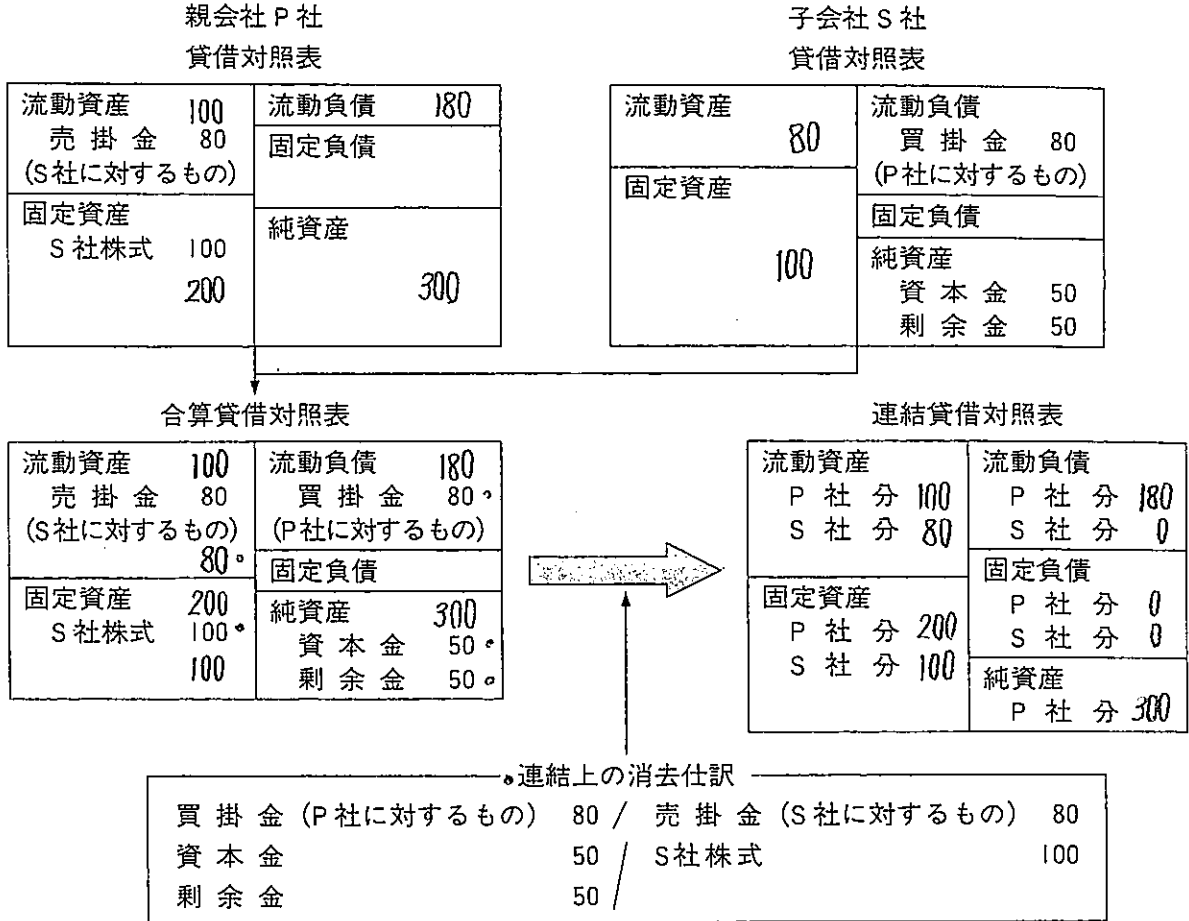 親会社P社
貸借対照表
流動資産 100
売掛金 80
(S社に対するもの)
固定資産
S社株式 100
200
流動負債 180
固定負債
純資産
300
子会社S社
貸借対照表
流動資産
80
固定資産
100
流動負債
買掛金 80
(P社に対するもの)
固定負債
純資産
資本金 50
剰余金 50
合算貸借対照表
流動資産 100
売掛金 80
(S社に対するもの)
80。
固定資産 200
S社株式 100。
100
流動負債 180
買掛金 80。
(P社に対するもの)
固定負債
純資産 300
資本金 50。
剰余金 50。
連結貸借対照表
流動資産
P社分 100
S社分 80
固定資産
P社分 200
S社分 100
流動負債
P社分 180
S社分 0
固定負債
P社分 0
S社分 0
純資産
P社分 300
。連結上の消去仕訳
買掛金(P社に対するもの) 80 / 売掛金(S社に対するもの) 80
資本金 50 / S社株式 100
剰余金 50 /